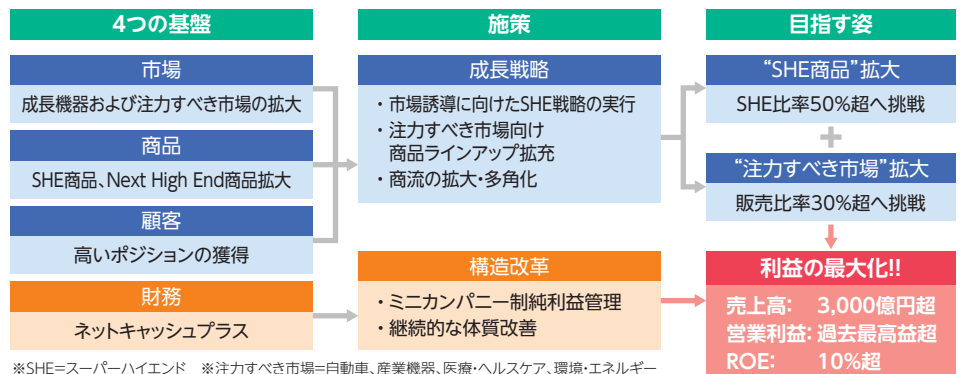 4つの基盤
市場
成長機器および注力すべき市場の拡大
商品
SHE商品、Next High End商品拡大
顧客
高いポジションの獲得
財務
ネットキャッシュプラス
施策
成長戦略
・市場誘導に向けたSHE戦略の実行
・注力すべき市場向け
商品ラインアップ拡充
・商流の拡大・多角化
構造改革
・ミニカンパニー制純利益管理
・継続的な体質改善
目指す姿
“SHE商品”拡大
SHE比率50%超へ挑戦
+
“注力すべき市場”拡大
販売比率30%超へ挑戦
利益の最大化!!
売上高: 3,000億円超
営業利益: 過去最高益超
ROE: 10%超
※SHE=スーパーハイエンド ※注力すべき市場=自動車、産業機器、医療・ヘルスケア、環境・エネルギー